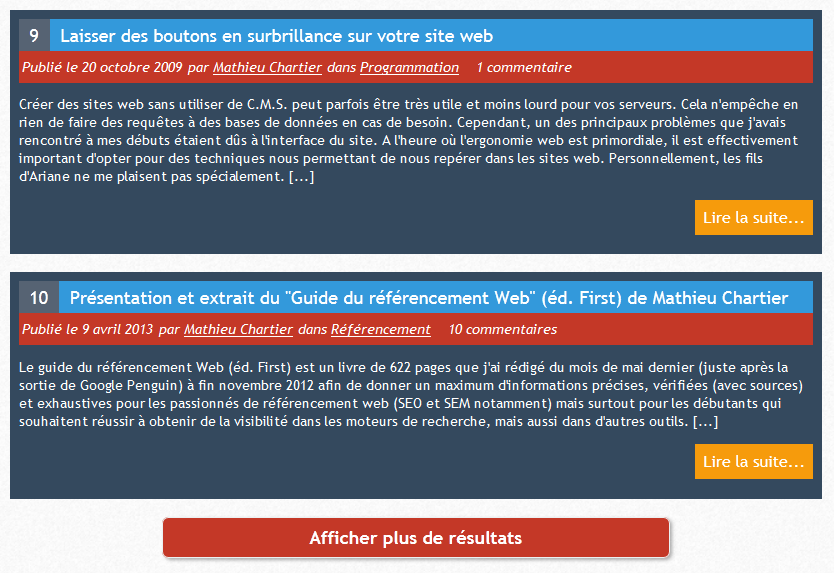 9 Laisser des boutons en surbrillance sur votre site web
Publié le 20 octobre 2009 par Mathieu Chartier dans Programmation 1 commentaire
Créer des sites web sans utiliser de C.M.S. peut parfois être très utile et moins lourd pour vos serveurs. Cela n'empêche en
rien de faire des requêtes à des bases de données en cas de besoin. Cependant, un des principaux problèmes que j'avais
rencontré à mes débuts étaient dûs à l'interface du site. A l'heure où l'ergonomie web est primordiale, il est effectivement
important d'opter pour des techniques nous permettant de nous repérer dans les sites web. Personnellement, les fils
d'Ariane ne me plaisent pas spécialement. [...]
Lire la suite...
10 Présentation et extrait du "Guide du référencement Web" (éd. First) de Mathieu Chartier
Publié le 9 avril 2013 par Mathieu Chartier dans Référencement 10 commentaires
Le guide du référencement Web (éd. First) est un livre de 622 pages que j'ai rédigé du mois de mai dernier (juste après la
sortie de Google Penguin) à fin novembre 2012 afin de donner un maximum d'informations précises, vérifiées (avec sources)
et exhaustives pour les passionnés de référencement web (SEO et SEM notamment) mais surtout pour les débutants qui
souhaitent réussir à obtenir de la visibilité dans les moteurs de recherche, mais aussi dans d'autres outils. [...]
Lire la suite...
Afficher plus de résultats